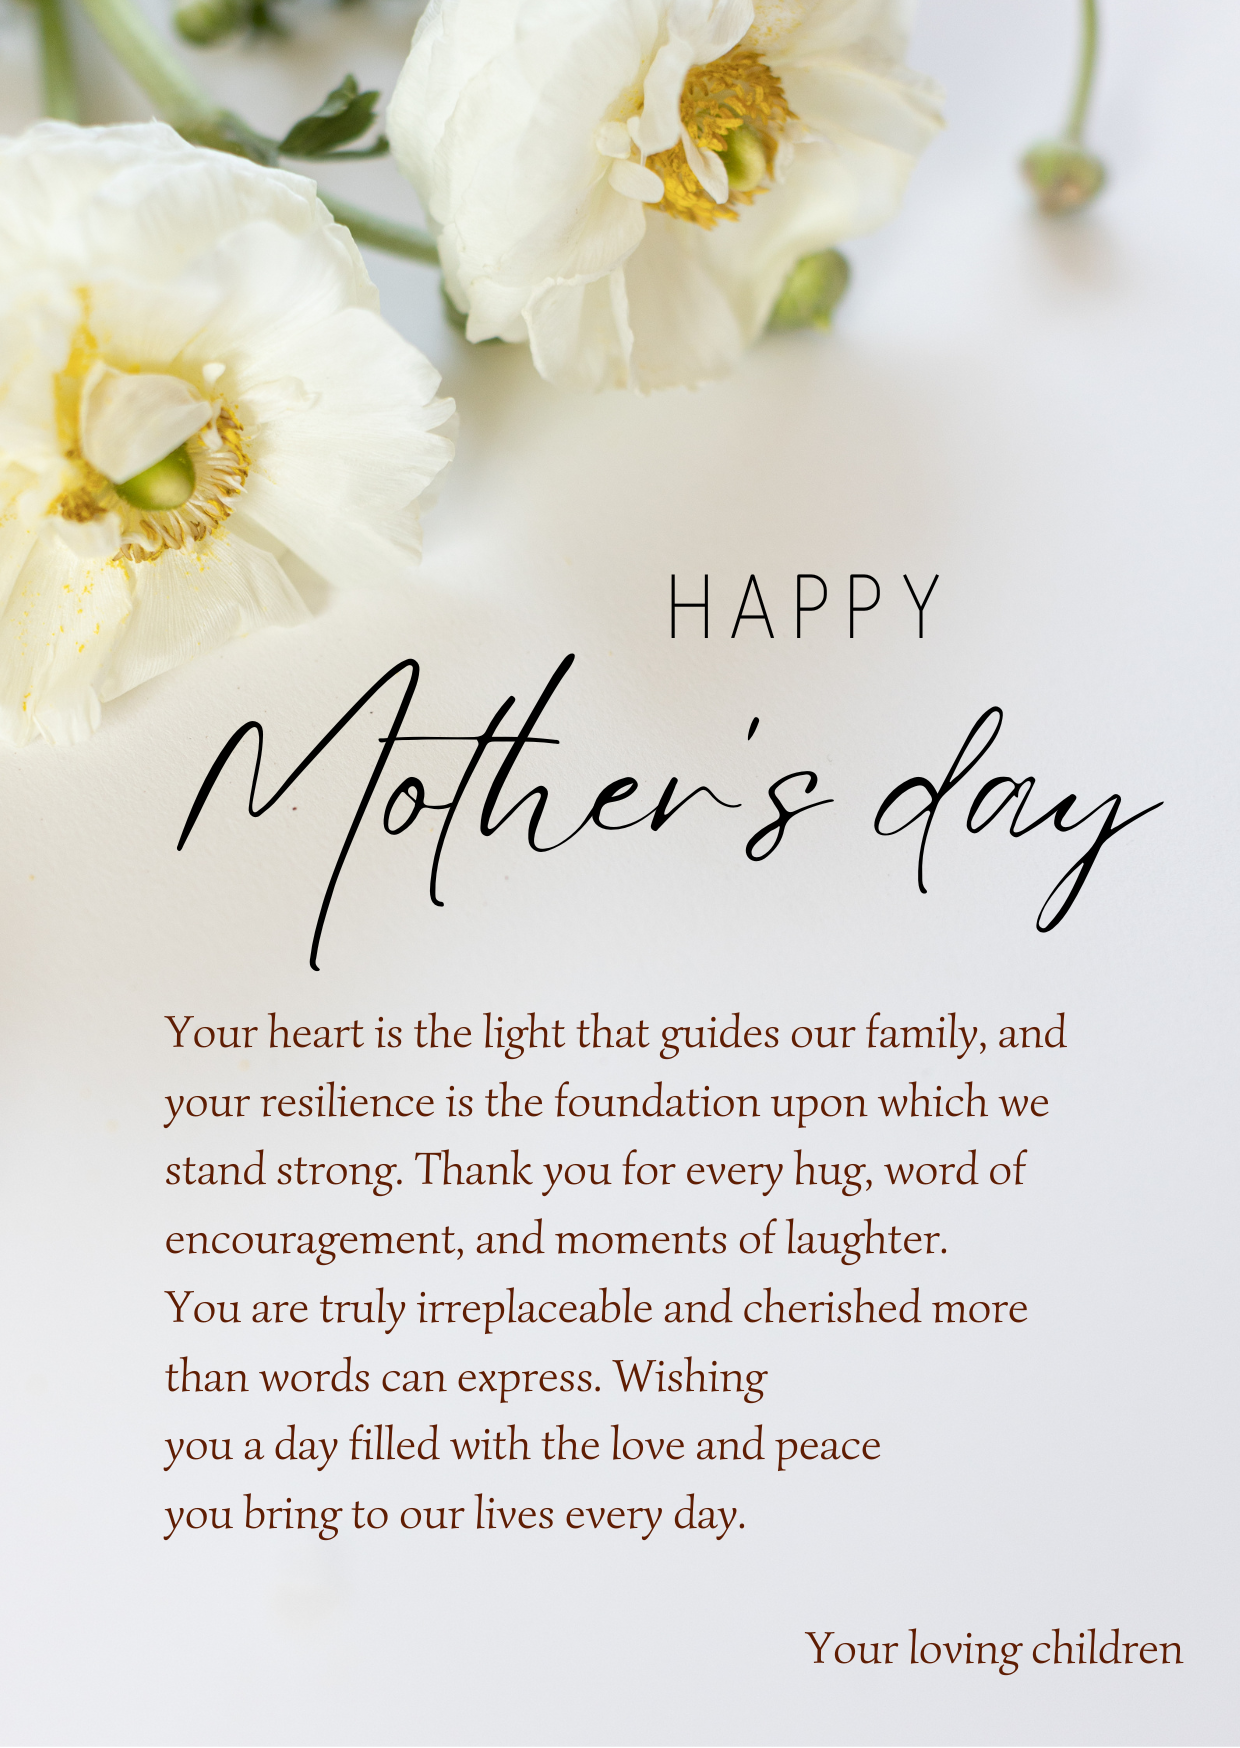 HAPPY
Mother's day
Your heart is the light that guides our family, and
your resilience is the foundation upon which we
stand strong. Thank you for every hug, word of
encouragement, and moments of laughter.
You are truly irreplaceable and cherished more
than words can express. Wishing
you a day filled with the love and peace
you bring to our lives every day.
Your loving children